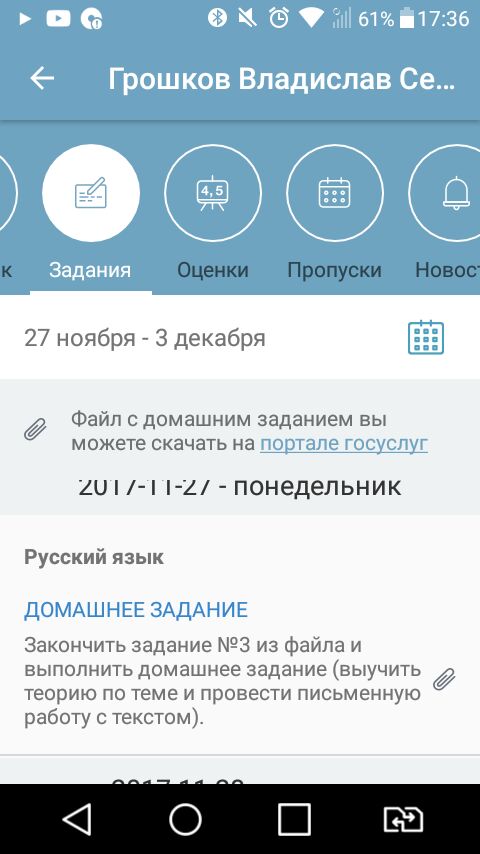 61% 17:36
Грошков Владислав Се...
к Задания Оценки Пропуски Новост
4,5
27 ноября - 3 декабря
Файл с домашним заданием вы
можете скачать на портале госуслуг
2017-11-27 - понедельник
Русский язык
ДОМАШНЕЕ ЗАДАНИЕ
Закончить задание №3 из файла и
выполнить домашнее задание (выучить
теорию по теме и провести письменную
работу с текстом).